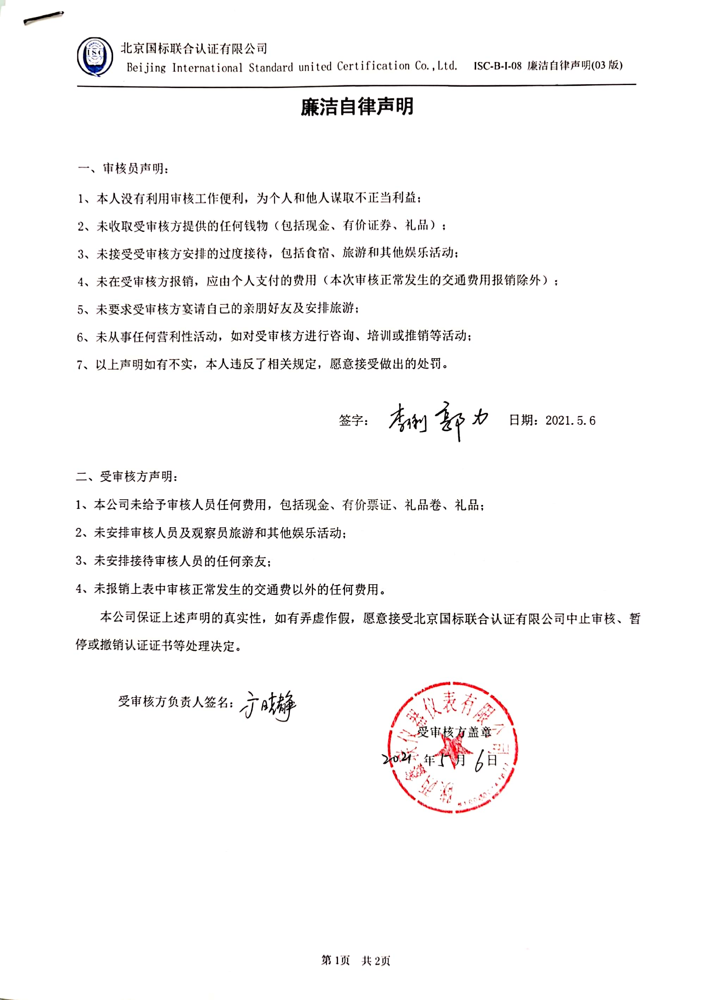 ISC
北京国标联合认证有限公司
Beijing International Standard united Certification Co.,Ltd. ISC-B-I-08 廉洁自律声明(03 版)
廉洁自律声明
一、审核员声明：
1、本人没有利用审核工作便利，为个人和他人谋取不正当利益；
2、未收取受审核方提供的任何钱物（包括现金、有价证券、礼品）；
3、未接受受审核方安排的过度接待，包括食宿、旅游和其他娱乐活动；
4、未在受审核方报销，应由个人支付的费用（本次审核正常发生的交通费用报销除外）；
5、未要求受审核方宴请自己的亲朋好友及安排旅游；
6、未从事任何营利性活动，如对受审核方进行咨询、培训或推销等活动；
7、以上声明如有不实，本人违反了相关规定，愿意接受做出的处罚。
签字： 李俐 郭力 日期：2021.5.6
二、受审核方声明：
1、本公司未给予审核人员任何费用，包括现金、有价票证、礼品卷、礼品；
2、未安排审核人员及观察员旅游和其他娱乐活动；
3、未安排接待审核人员的任何亲友；
4、未报销上表中审核正常发生的交通费以外的任何费用。
本公司保证上述声明的真实性，如有弄虚作假，愿意接受北京国标联合认证有限公司中止审核、暂
停或撤销认证证书等处理决定。
受审核方负责人签名：方晓静
陕西 仪器仪表有限公司
受审核方盖章
2021 年 5 月 6 日
第 1页 共 2页